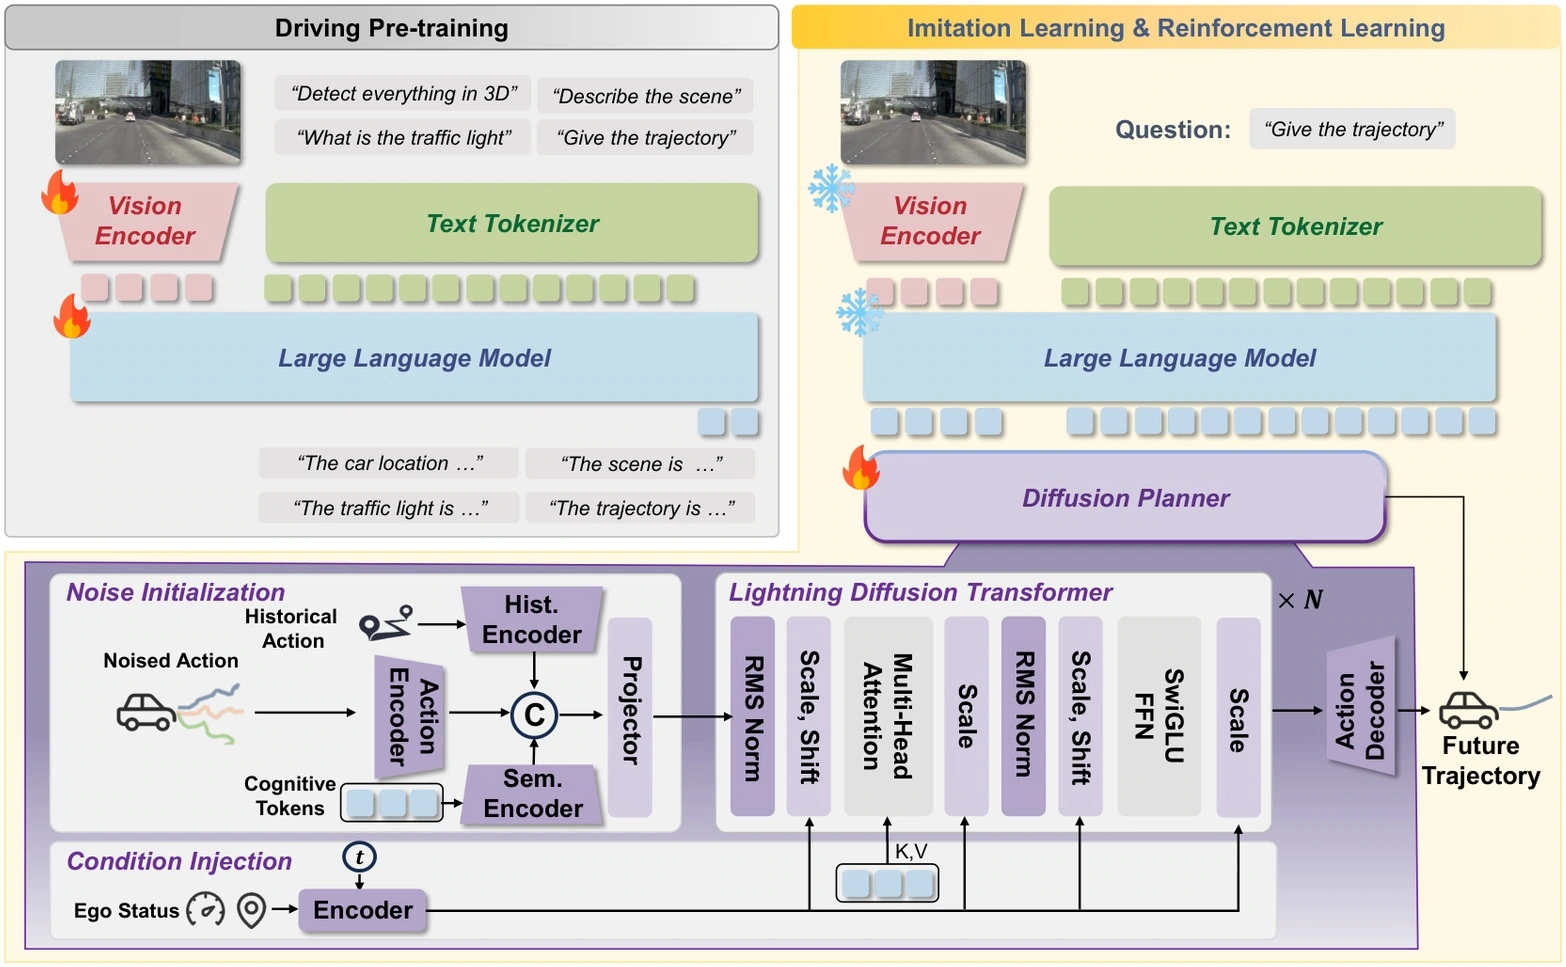 Driving Pre-training
“Detect everything in 3D”
“Describe the scene”
“What is the traffic light”
“Give the trajectory”
Vision
Encoder
Text Tokenizer
Large Language Model
“The car location …”
“The scene is …”
“The traffic light is …”
“The trajectory is …”
Imitation Learning & Reinforcement Learning
Question:
“Give the trajectory”
Vision
Encoder
Text Tokenizer
Large Language Model
Diffusion Planner
Noise Initialization
Historical
Action
Hist.
Encoder
Noised Action
Action
Encoder
C
Projector
Cognitive
Tokens
Sem.
Encoder
Lightning Diffusion Transformer
× N
RMS Norm
Scale, Shift
Multi-Head
Attention
Scale
RMS Norm
Scale, Shift
SwiGLU
FFN
Scale
Action
Decoder
Future
Trajectory
Condition Injection
t
K,V
Ego Status
Encoder